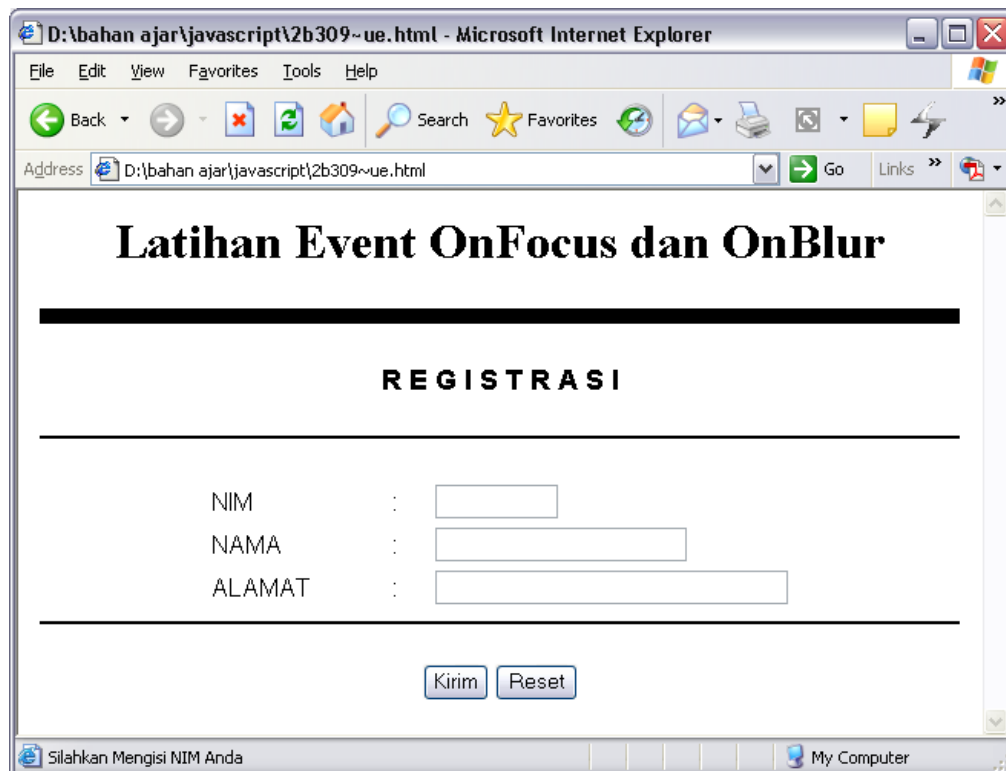 D:\bahan ajar\javascript\2b309~ue.html - Microsoft Internet Explorer
File Edit View Favorites Tools Help
Back Search Favorites »
Address D:\bahan ajar\javascript\2b309~ue.html Go Links »
Latihan Event OnFocus dan OnBlur
R E G I S T R A S I
NIM :
NAMA :
ALAMAT :
Kirim Reset
Silahkan Mengisi NIM Anda My Computer